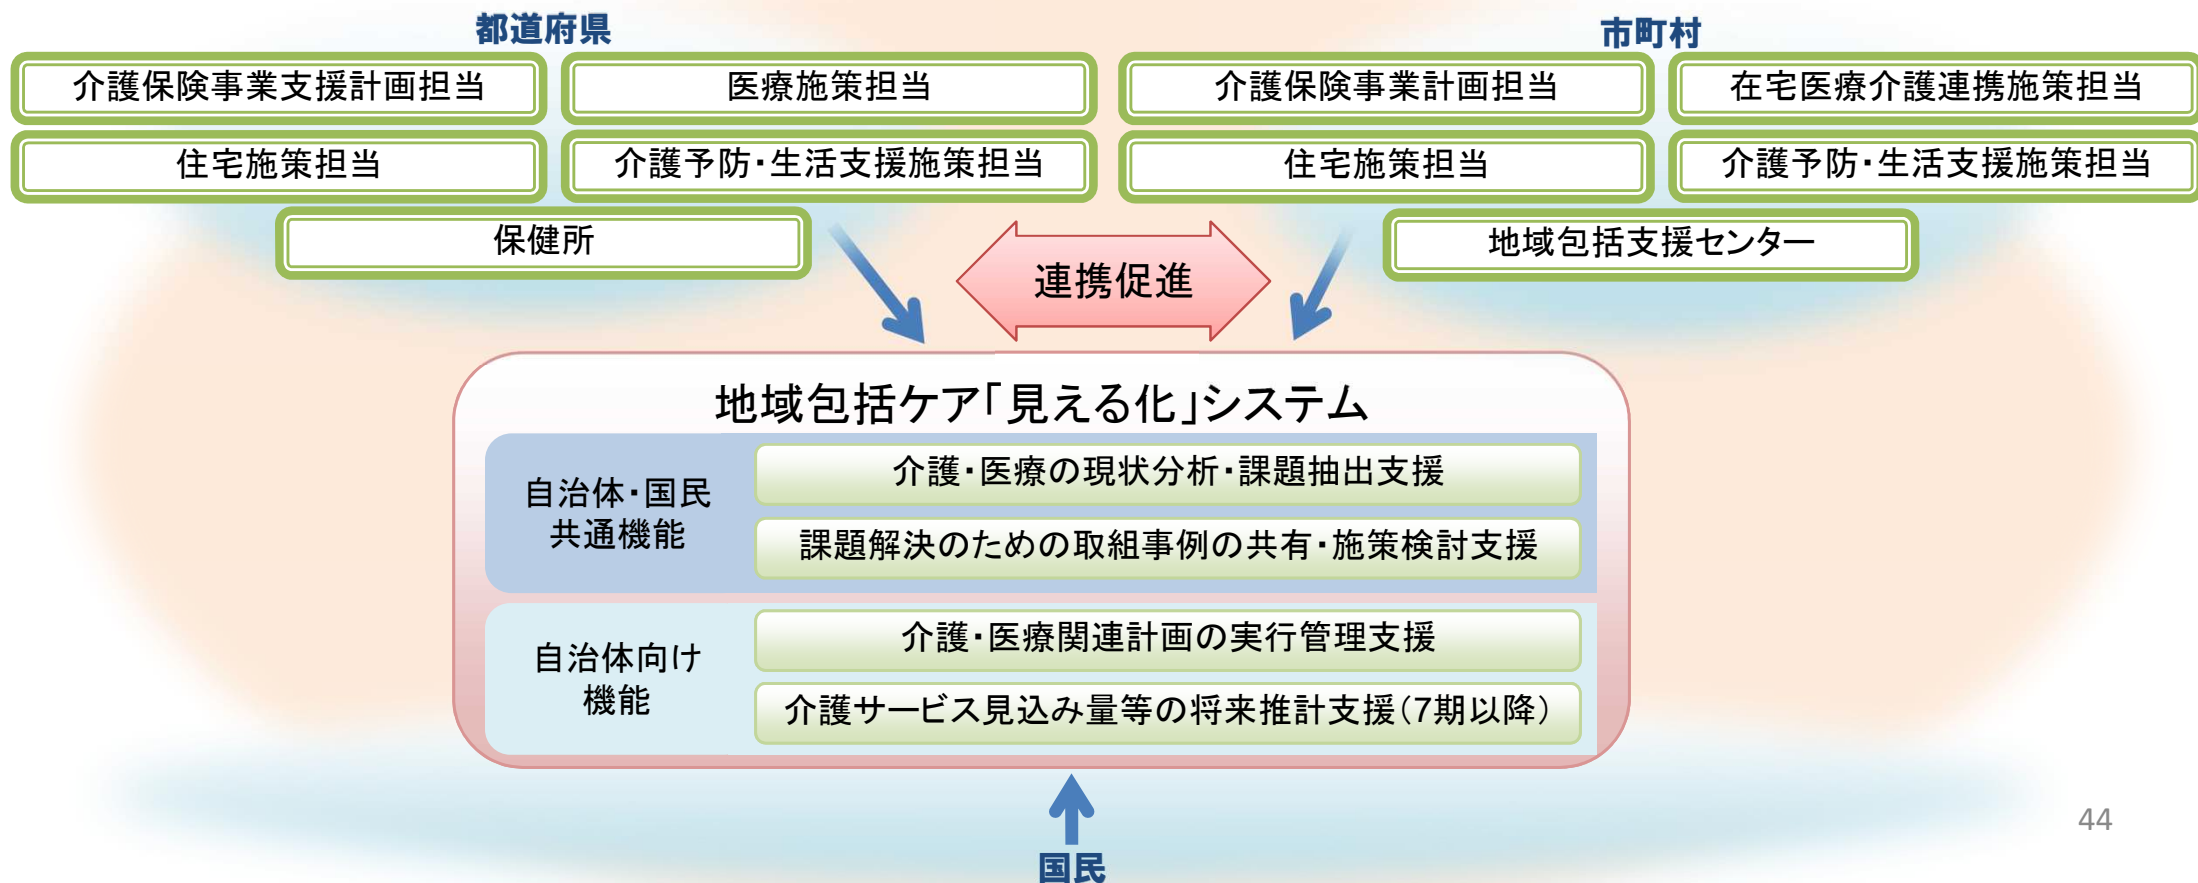 都道府県
介護保険事業支援計画担当
医療施策担当
住宅施策担当
介護予防・生活支援施策担当
保健所
市町村
介護保険事業計画担当
在宅医療介護連携施策担当
住宅施策担当
介護予防・生活支援施策担当
地域包括支援センター
連携促進
地域包括ケア「見える化」システム
自治体・国民
共通機能
介護・医療の現状分析・課題抽出支援
課題解決のための取組事例の共有・施策検討支援
自治体向け
機能
介護・医療関連計画の実行管理支援
介護サービス見込み量等の将来推計支援(7期以降)
国民
44